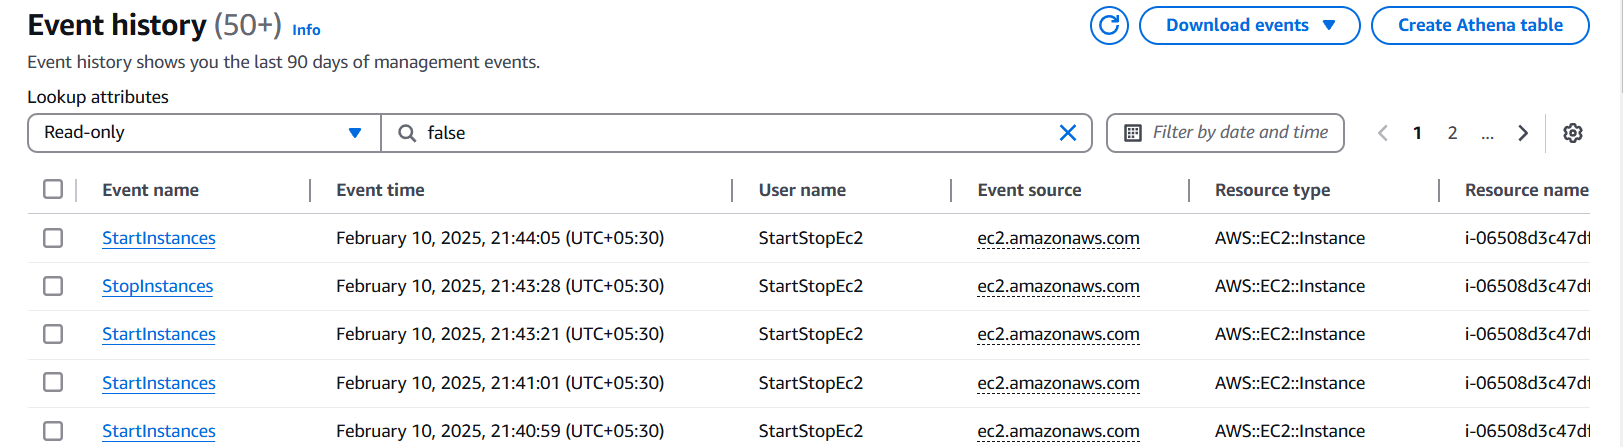 Event history (50+) Info
Download events
Create Athena table
Event history shows you the last 90 days of management events.
Lookup attributes
Read-only
false
Filter by date and time
1 2 ...
Event name Event time User name Event source Resource type Resource name
StartInstances February 10, 2025, 21:44:05 (UTC+05:30) StartStopEc2 ec2.amazonaws.com AWS::EC2::Instance i-06508d3c47df
StopInstances February 10, 2025, 21:43:28 (UTC+05:30) StartStopEc2 ec2.amazonaws.com AWS::EC2::Instance i-06508d3c47df
StartInstances February 10, 2025, 21:43:21 (UTC+05:30) StartStopEc2 ec2.amazonaws.com AWS::EC2::Instance i-06508d3c47df
StartInstances February 10, 2025, 21:41:01 (UTC+05:30) StartStopEc2 ec2.amazonaws.com AWS::EC2::Instance i-06508d3c47df
StartInstances February 10, 2025, 21:40:59 (UTC+05:30) StartStopEc2 ec2.amazonaws.com AWS::EC2::Instance i-06508d3c47df